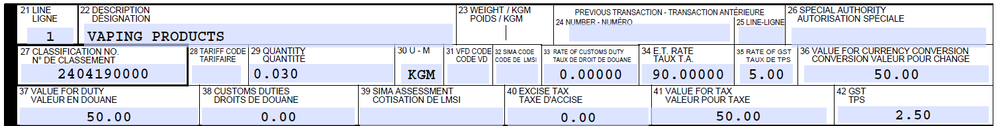 21 LINE
LIGNE
1
22 DESCRIPTION
DÉSIGNATION
VAPING PRODUCTS
23 WEIGHT / KGM
POIDS / KGM
PREVIOUS TRANSACTION - TRANSACTION ANTÉRIEURE
24 NUMBER - NUMÉRO
25 LINE-LIGNE
26 SPECIAL AUTHORITY
AUTORISATION SPÉCIALE
27 CLASSIFICATION NO.
N° DE CLASSEMENT
2404190000
28 TARIFF CODE
TARIFAIRE
29 QUANTITY
QUANTITÉ
0.030
30 U - M
KGM
31 VFD CODE
CODE VD
32 SIMA CODE
CODE DE LMSI
33 RATE OF CUSTOMS DUTY
TAUX DE DROIT DE DOUANE
0.00000
34 E.T. RATE
TAUX T.A.
90.00000
35 RATE OF GST
TAUX DE TPS
5.00
36 VALUE FOR CURRENCY CONVERSION
CONVERSION VALEUR POUR CHANGE
50.00
37 VALUE FOR DUTY
VALEUR EN DOUANE
50.00
38 CUSTOMS DUTIES
DROITS DE DOUANE
0.00
39 SIMA ASSESSMENT
COTISATION DE LMSI
40 EXCISE TAX
TAXE D'ACCISE
0.00
41 VALUE FOR TAX
VALEUR POUR TAXE
50.00
42 GST
TPS
2.50